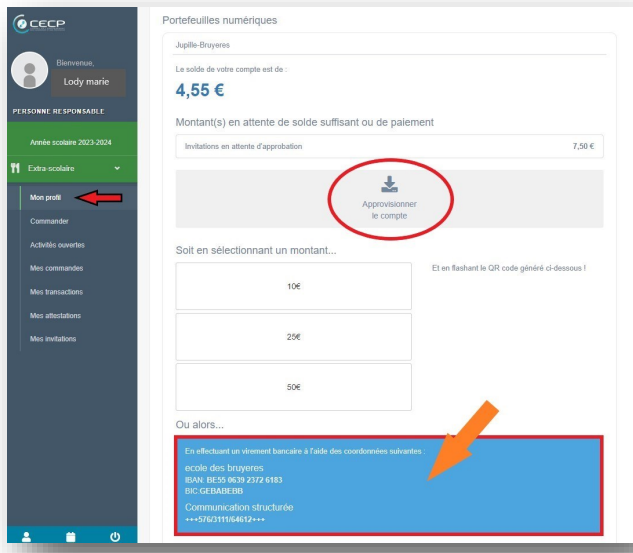 CECP
Bienvenue,
Lody marie
PERSONNE RESPONSABLE
Année scolaire 2023-2024
Extra-scolaire
Mon profil
Commander
Activités ouvertes
Mes commandes
Mes transactions
Mes attestations
Mes invitations
Portefeuilles numériques
Jupille-Bruyeres
Le solde de votre compte est de :
4,55 €
Montant(s) en attente de solde suffisant ou de paiement
Invitations en attente d'approbation 7,50 €
Approvisionner
le compte
Soit en sélectionnant un montant...
Et en flashant le QR code généré ci-dessous !
10€
25€
50€
Ou alors...
En effectuant un virement bancaire à l'aide des coordonnées suivantes :
ecole des bruyeres
IBAN: BE55 0639 2372 6183
BIC:GEBABEBB
Communication structurée
+++576/3111/64612+++